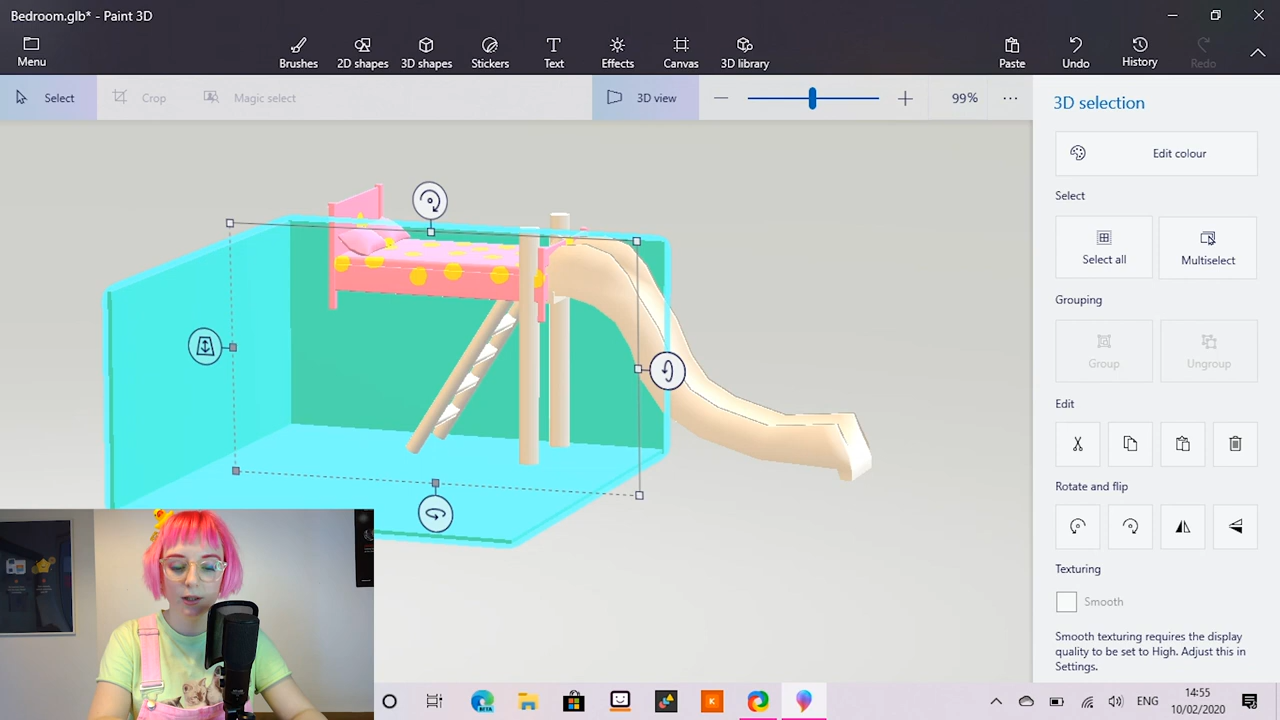 Bedroom.glb* - Paint 3D
Menu
Brushes
2D shapes
3D shapes
Stickers
Text
Effects
Canvas
3D library
Paste
Undo
History
Redo
Select
Crop
Magic select
3D view
99%
3D selection
Edit colour
Select
Select all
Multiselect
Grouping
Group
Ungroup
Edit
Rotate and flip
Texturing
Smooth
Smooth texturing requires the display
quality to be set to High. Adjust this in
Settings.
BETA
K
ENG
14:55
10/02/2020